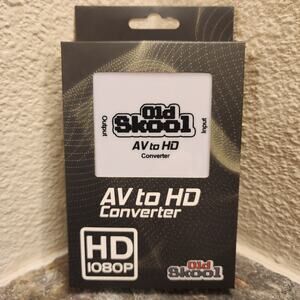 Old
Skool
Output
Input
AV to HD
Converter
AV to HD
Converter
HD
1080P
Old
Skool